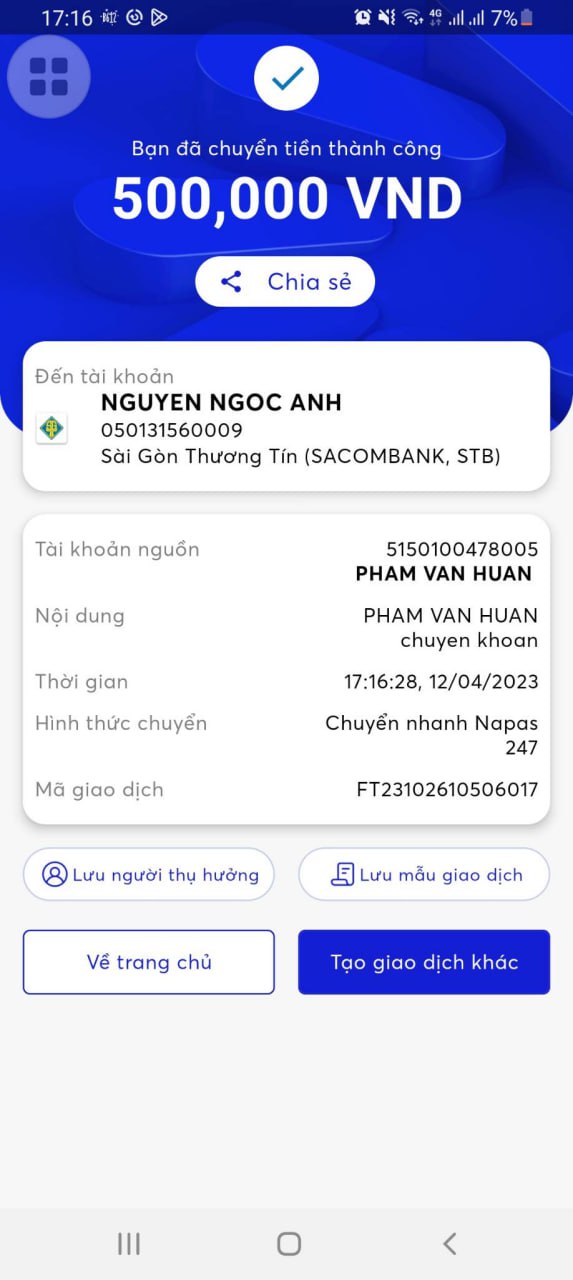 17:16
4G
7%
Bạn đã chuyển tiền thành công
500,000 VND
Chia sẻ
Đến tài khoản
NGUYEN NGOC ANH
050131560009
Sài Gòn Thương Tín (SACOMBANK, STB)
Tài khoản nguồn
5150100478005
PHAM VAN HUAN
Nội dung
PHAM VAN HUAN
chuyen khoan
Thời gian
17:16:28, 12/04/2023
Hình thức chuyển
Chuyển nhanh Napas
247
Mã giao dịch
FT23102610506017
Lưu người thụ hưởng
Lưu mẫu giao dịch
Về trang chủ
Tạo giao dịch khác